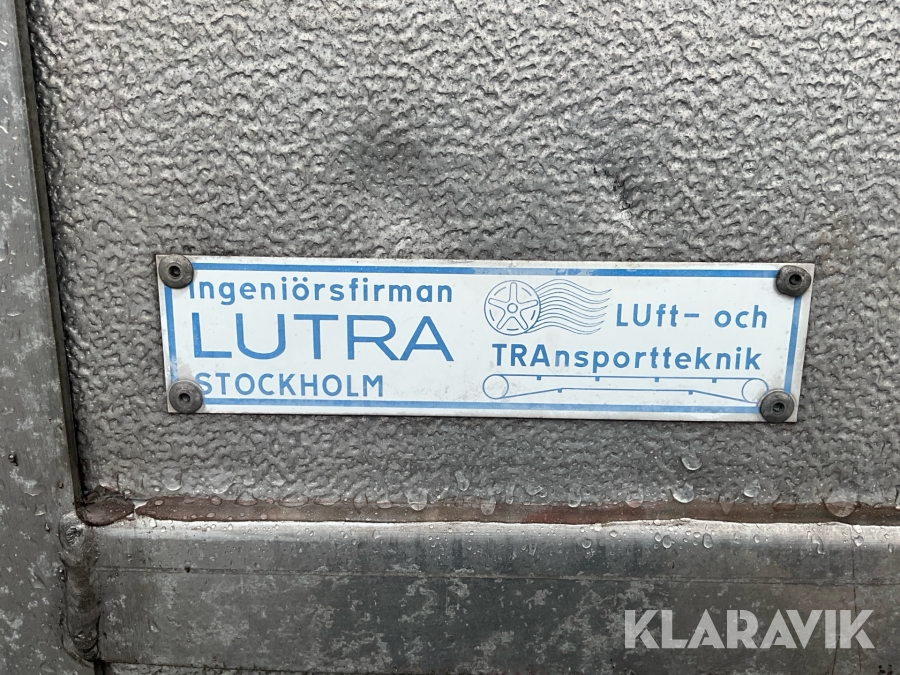 Ingeniörsfirman
LUTRA
STOCKHOLM
LUft- och
TRAnsportteknik
KLARAVIK